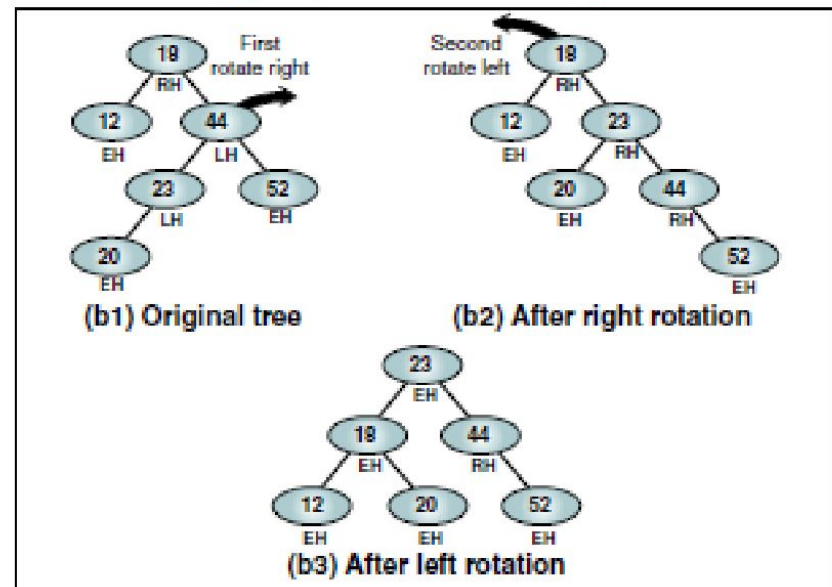 First
rotate right
18
RH
12
EH
44
LH
23
LH
52
EH
20
EH
(b1) Original tree
Second
rotate left
18
RH
12
EH
23
RH
20
EH
44
RH
52
EH
(b2) After right rotation
23
EH
18
EH
44
RH
12
EH
20
EH
52
EH
(b3) After left rotation